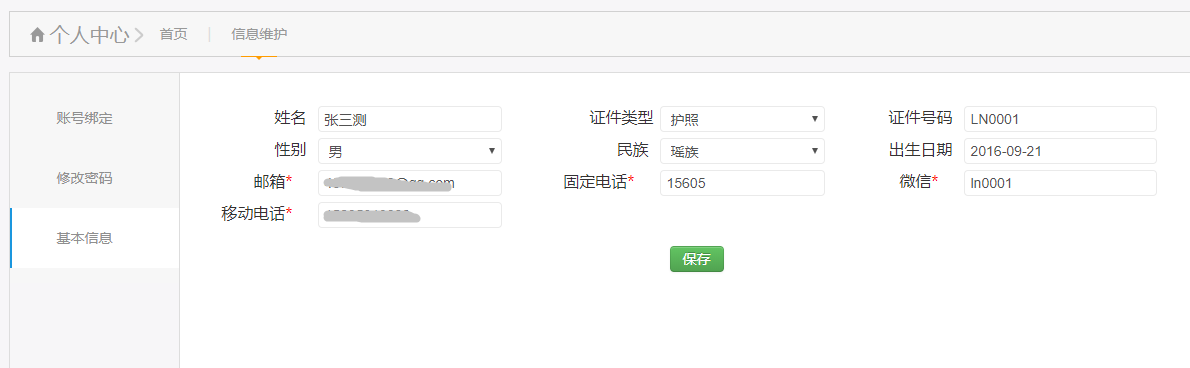 个人中心 首页 | 信息维护
账号绑定
修改密码
基本信息
姓名 张三测 证件类型 护照 证件号码 LN0001
性别 男 民族 瑶族 出生日期 2016-09-21
邮箱* 固定电话* 15605 微信* ln0001
移动电话*
保存